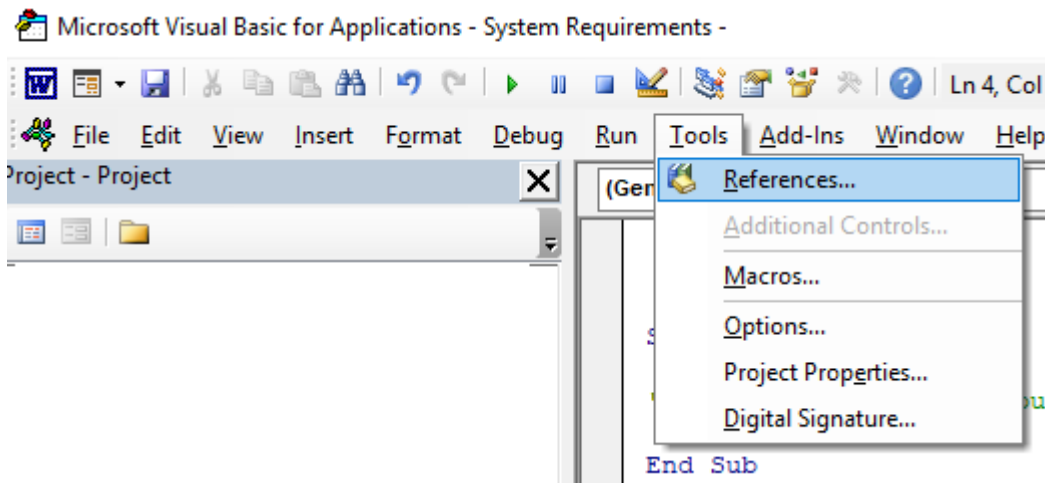 Microsoft Visual Basic for Applications - System Requirements -
Ln 4, Col
File Edit View Insert Format Debug Run Tools Add-Ins Window Help
Project - Project
(Gen
References...
Additional Controls...
Macros...
Options...
Project Properties...
Digital Signature...
End Sub